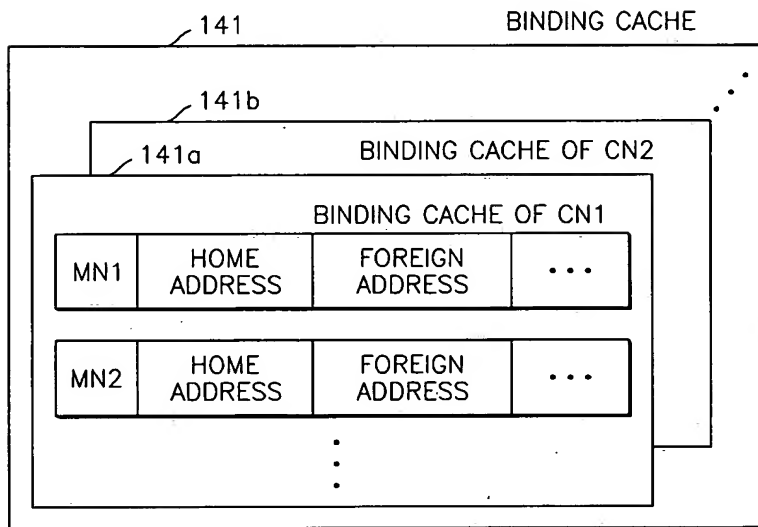 141
BINDING CACHE
141b
BINDING CACHE OF CN2
141a
BINDING CACHE OF CN1
MN1
HOME
ADDRESS
FOREIGN
ADDRESS
...
MN2
HOME
ADDRESS
FOREIGN
ADDRESS
...